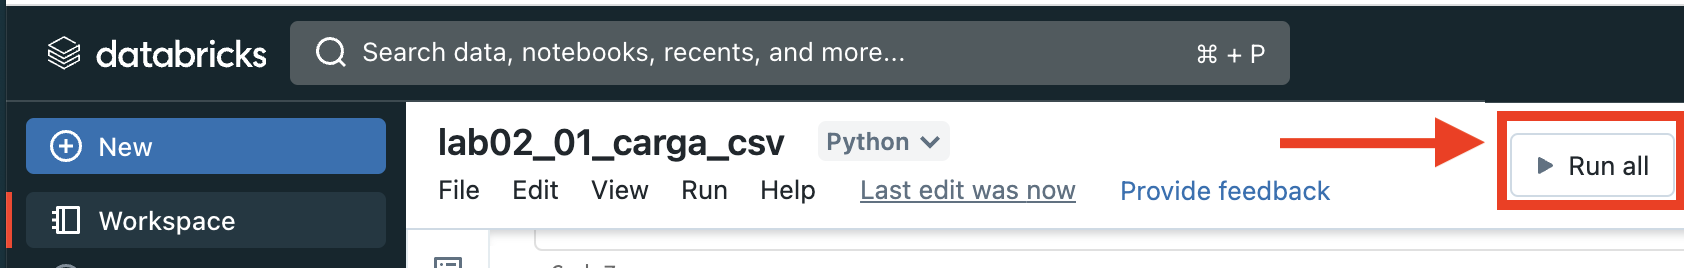 databricks
Search data, notebooks, recents, and more... ⌘ + P
New
lab02_01_carga_csv Python
Run all
File Edit View Run Help Last edit was now Provide feedback
Workspace